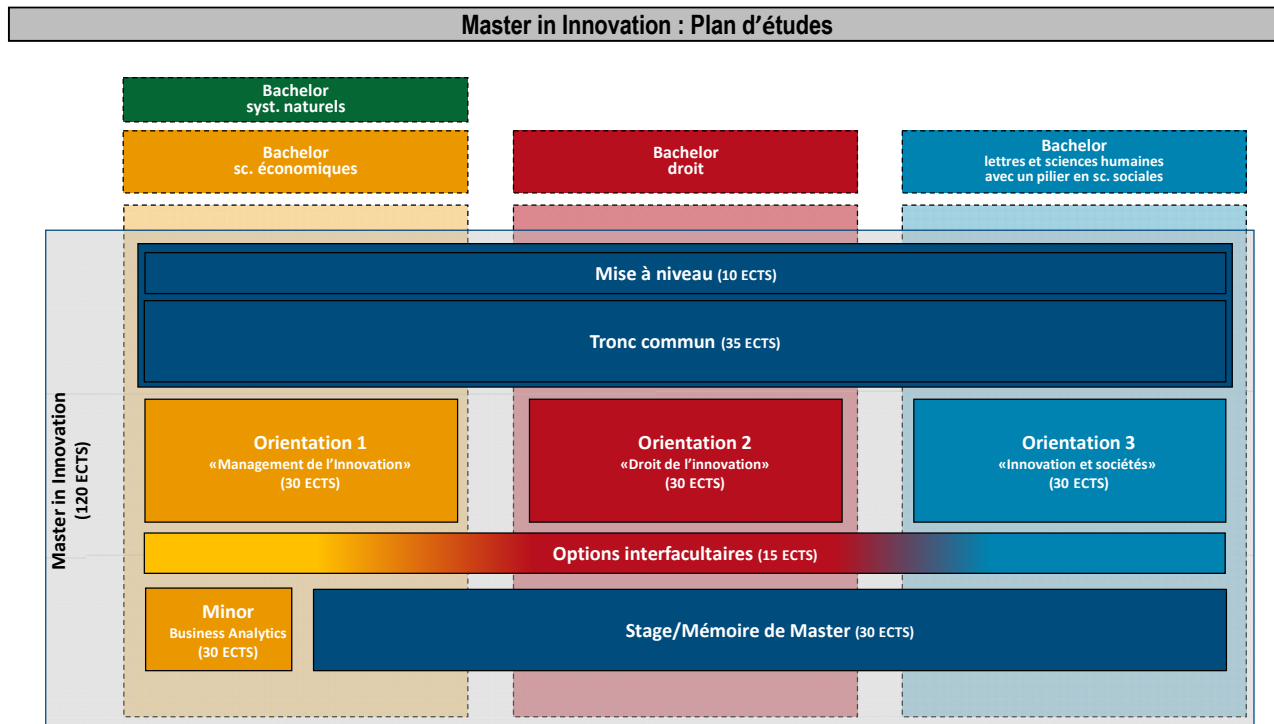 Master in Innovation : Plan d'études
Bachelor
syst. naturels
Bachelor
sc. économiques
Bachelor
droit
Bachelor
lettres et sciences humaines
avec un pilier en sc. sociales
Master in Innovation
(120 ECTS)
Mise à niveau (10 ECTS)
Tronc commun (35 ECTS)
Orientation 1
«Management de l'Innovation»
(30 ECTS)
Orientation 2
«Droit de l'innovation»
(30 ECTS)
Orientation 3
«Innovation et sociétés»
(30 ECTS)
Options interfacultaires (15 ECTS)
Minor
Business Analytics
(30 ECTS)
Stage/Mémoire de Master (30 ECTS)